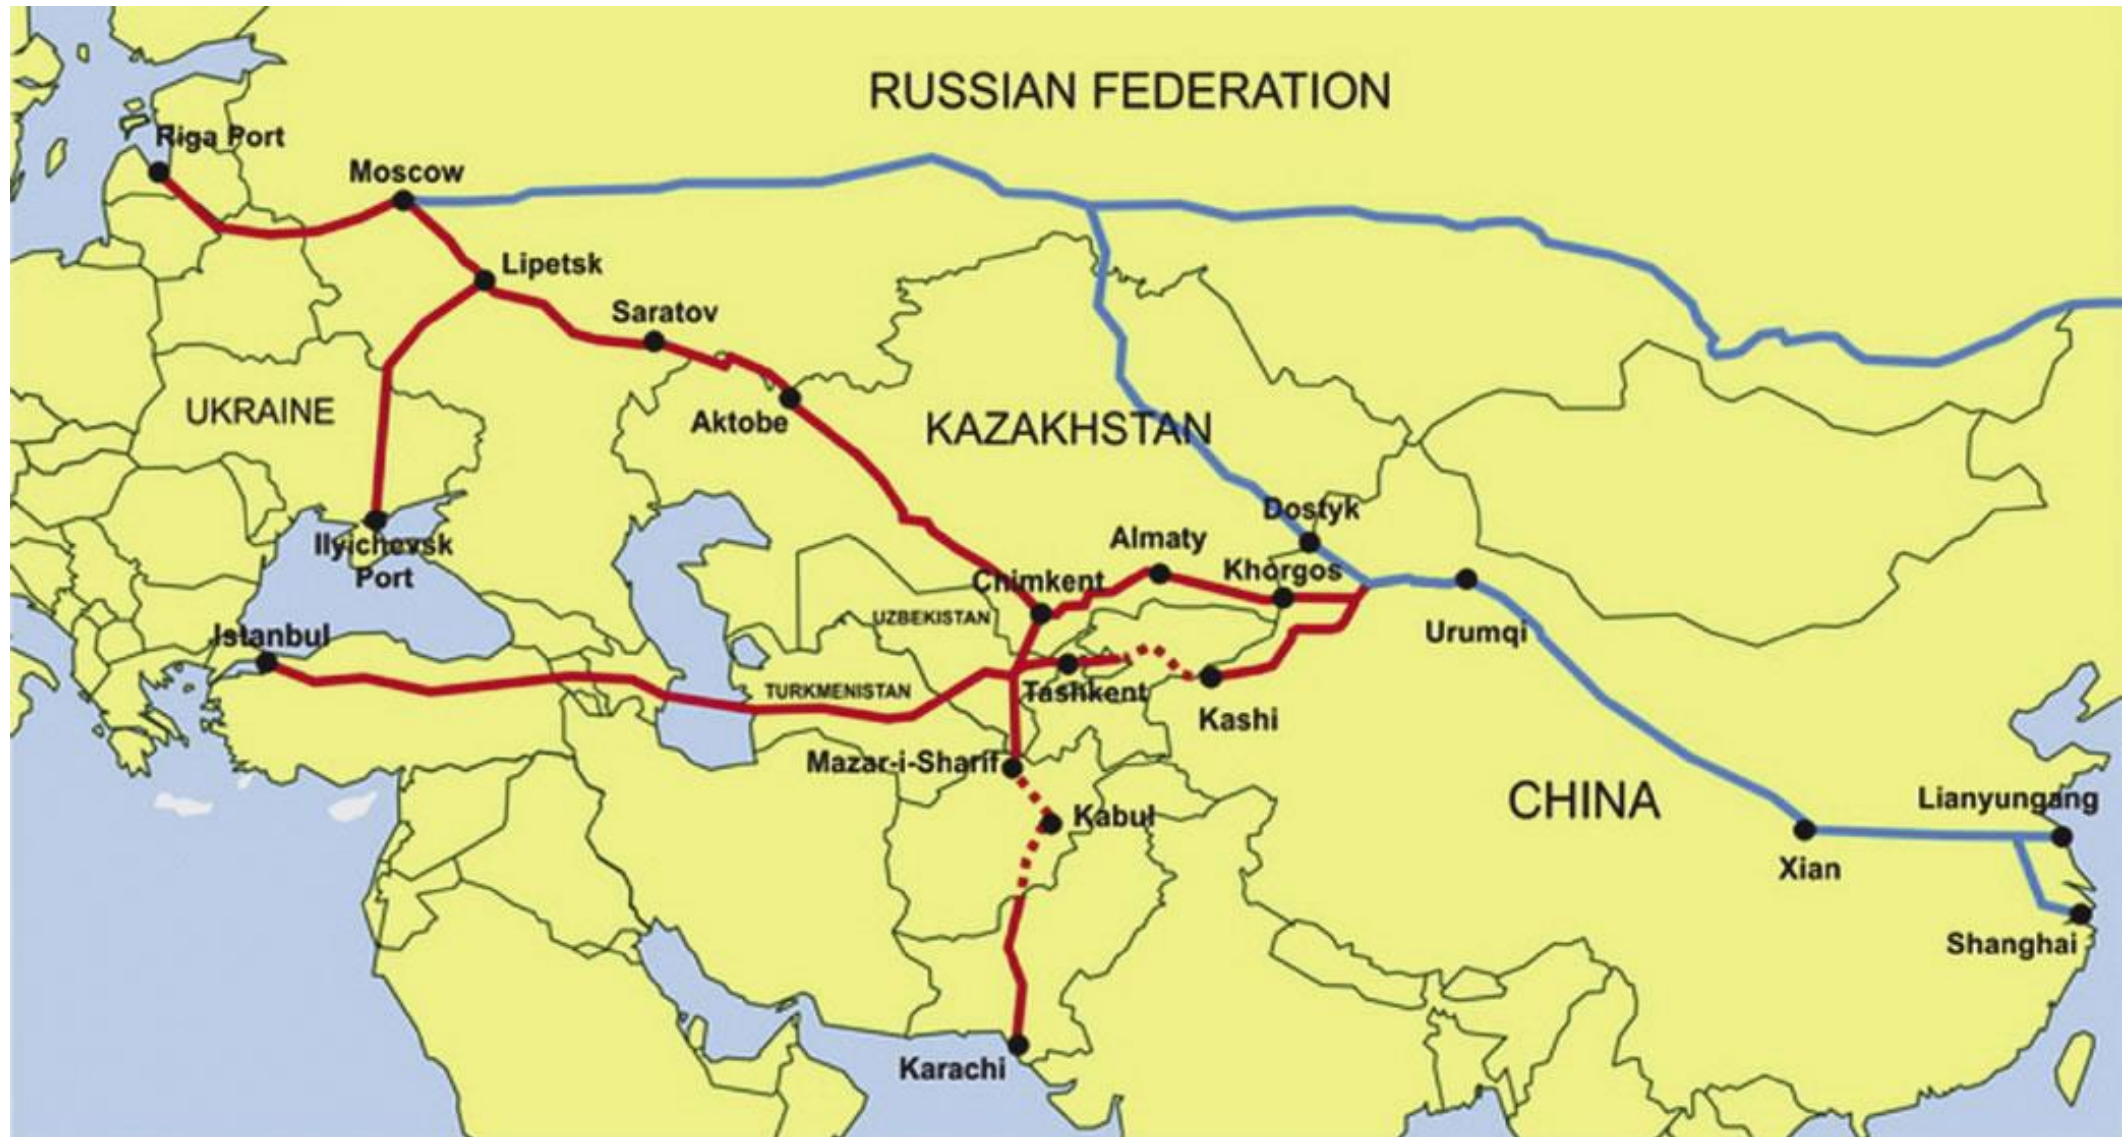 RUSSIAN FEDERATION
Riga Port
Moscow
Lipetsk
Saratov
Aktobe
UKRAINE
KAZAKHSTAN
Dostyk
Ilyichevsk
Port
Almaty
Khorgos
Chimkent
UZBEKISTAN
Urumqi
Istanbul
TURKMENISTAN
Tashkent
Kashi
Mazar-i-Sharif
Kabul
CHINA
Lianyungang
Xian
Shanghai
Karachi